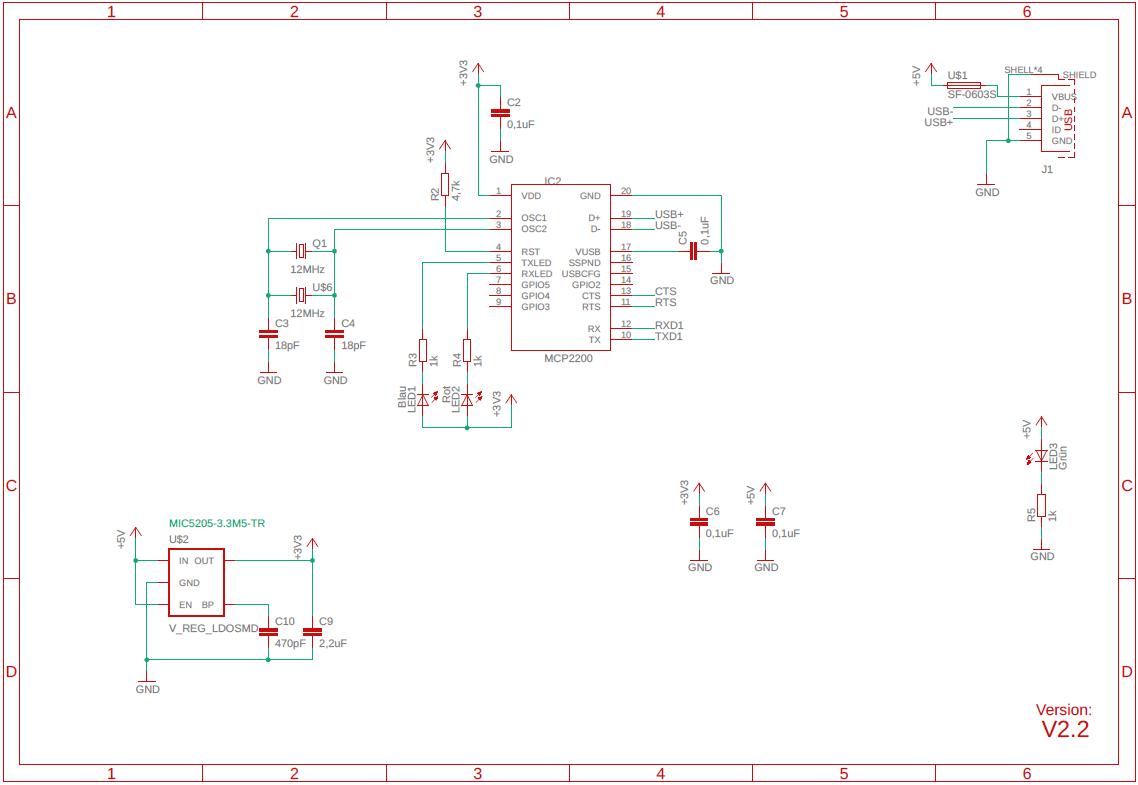 1 2 3 4 5 6
A
B
C
D
A
B
C
D
+3V3
C2
0,1uF
GND
+3V3
R2
4,7k
IC2
1 VDD
2 OSC1
3 OSC2
4 RST
5 TXLED
6 RXLED
7 GPIO5
8 GPIO4
9 GPIO3
GND 20
D+ 19 USB+
D- 18 USB-
VUSB 17
SSPND 16
USBCFG 15
GPIO2 14
CTS 13 CTS
RTS 11 RTS
RX 12 RXD1
TX 10 TXD1
MCP2200
C5
0,1uF
GND
Q1
12MHz
U$6
12MHz
C3
18pF
GND
C4
18pF
GND
R3
1k
R4
1k
Blau
LED1
Rot
LED2
+3V3
+5V
U$1
SF-0603S
SHELL*4
SHIELD
USB-
USB+
1 VBUS
2 D-
3 D+
4 ID
5 GND
USB
J1
GND
+5V
LED3
Grün
R5
1k
GND
+3V3
C6
0,1uF
GND
+5V
C7
0,1uF
GND
MIC5205-3.3M5-TR
U$2
+5V
+3V3
IN OUT
GND
EN BP
V_REG_LDOSMD
C10
470pF
C9
2,2uF
GND
Version:
V2.2
1 2 3 4 5 6